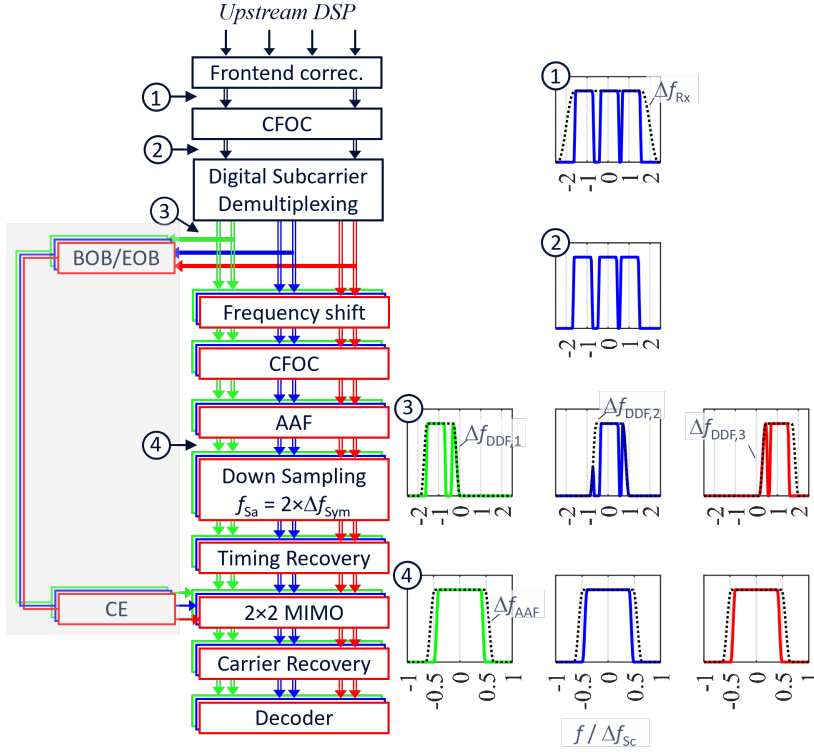 Upstream DSP
Frontend correc.
1
CFOC
2
Digital Subcarrier
Demultiplexing
3
BOB/EOB
Frequency shift
CFOC
AAF
4
Down Sampling
fSa = 2×ΔfSym
Timing Recovery
CE
2×2 MIMO
Carrier Recovery
Decoder
1
ΔfRx
-2 -1 0 1 2
2
-2 -1 0 1 2
3
ΔfDDF,1
-2 -1 0 1 2
ΔfDDF,2
-2 -1 0 1 2
ΔfDDF,3
-2 -1 0 1 2
4
ΔfAAF
-1 -0.5 0 0.5 1
-1 -0.5 0 0.5 1
-1 -0.5 0 0.5 1
f / ΔfSc